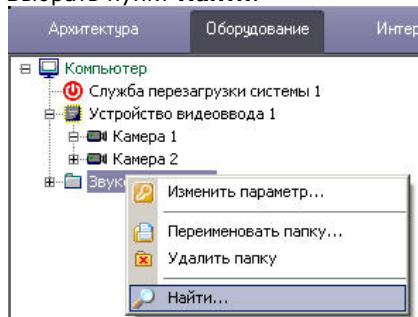 Архитектура Оборудование
Компьютер
Служба перезагрузки системы 1
Устройство видеоввода 1
Камера 1
Камера 2
Изменить параметр...
Переименовать папку...
Удалить папку
Найти...